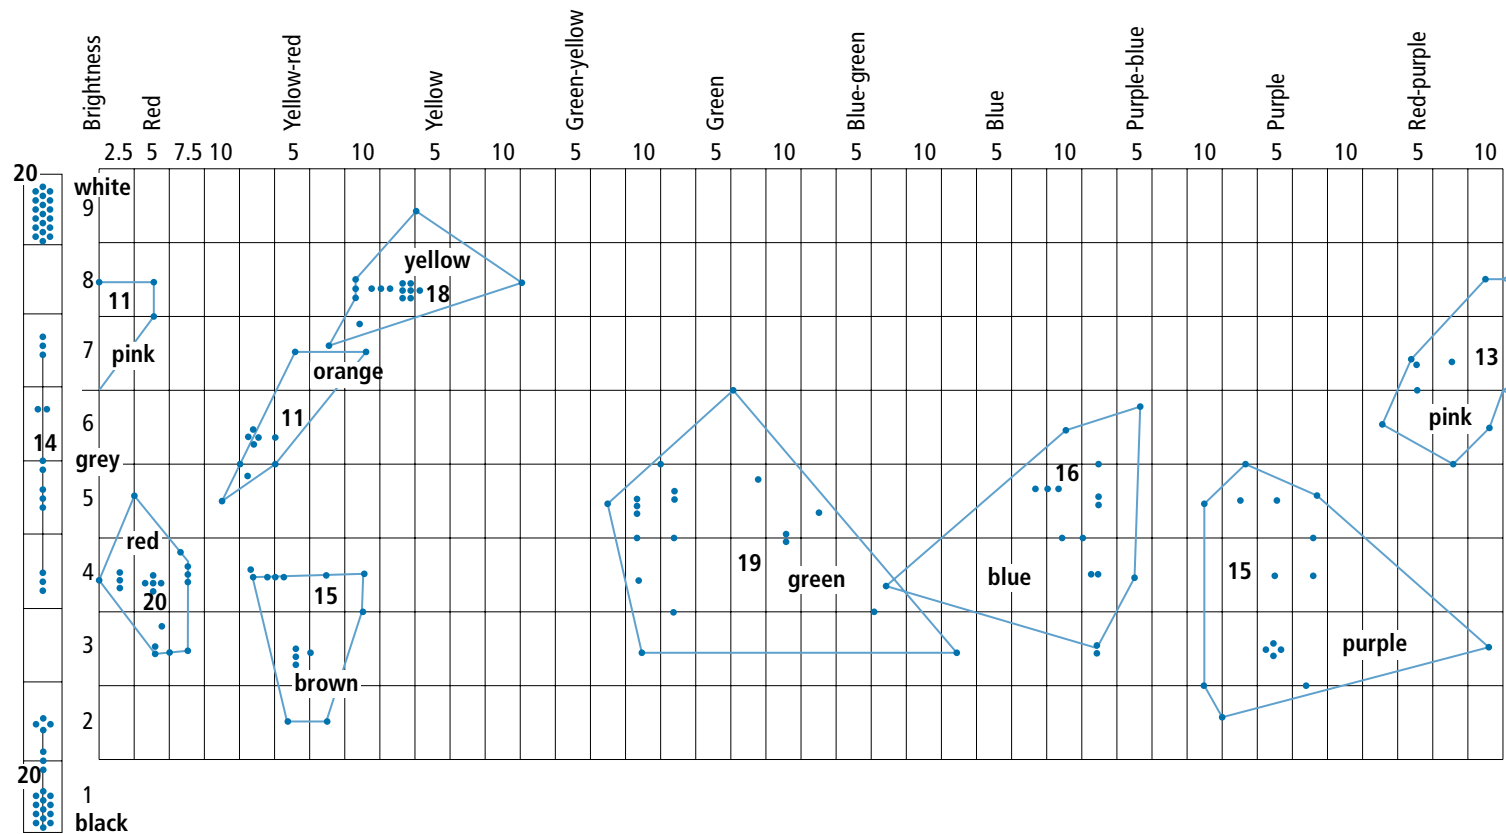 Brightness
Red
Yellow-red
Yellow
Green-yellow
Green
Blue-green
Blue
Purple-blue
Purple
Red-purple
2.5 5 7.5 10 5 10 5 10 5 10 5 10 5 10 5 10 5 10 5 10 5 10
20
white
9
8
11
yellow
18
7
pink
orange
13
6
11
pink
14
grey
16
5
red
4
20
15
19
green
blue
15
3
brown
purple
2
20
1
black